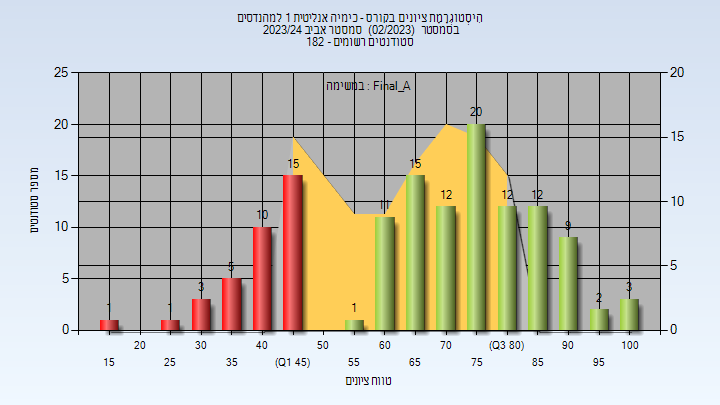 היסטוגרמת ציונים בקורס - כימיה אנליטית 1 למהנדסים
בסמסטר (02/2023) סמסטר אביב 2023/24
סטודנטים רשומים - 182
במשימה : Final_A
25 20
20 15
15 10
10 5
5 0
0
מספר סטודנטים
1 1 3 5 10 15 1 11 15 12 20 12 12 9 2 3
20 30 40 50 60 70 (Q3 80) 90 100
15 25 35 (Q1 45) 55 65 75 85 95
טווח ציונים